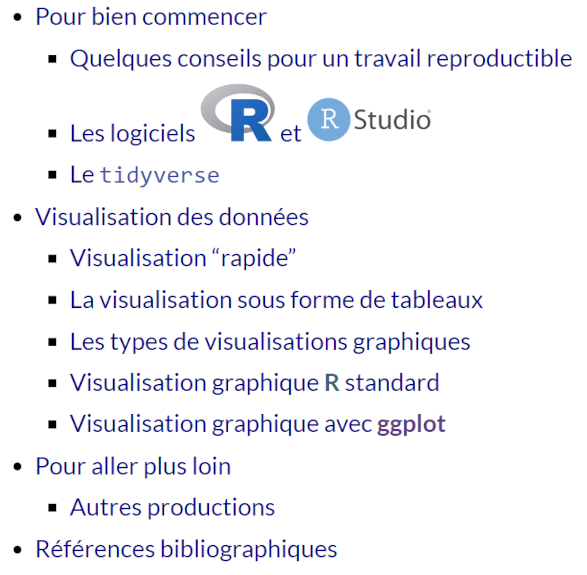 Pour bien commencer
Quelques conseils pour un travail reproductible
Les logiciels R et R Studio
Le tidyverse
Visualisation des données
Visualisation “rapide”
La visualisation sous forme de tableaux
Les types de visualisations graphiques
Visualisation graphique R standard
Visualisation graphique avec ggplot
Pour aller plus loin
Autres productions
Références bibliographiques